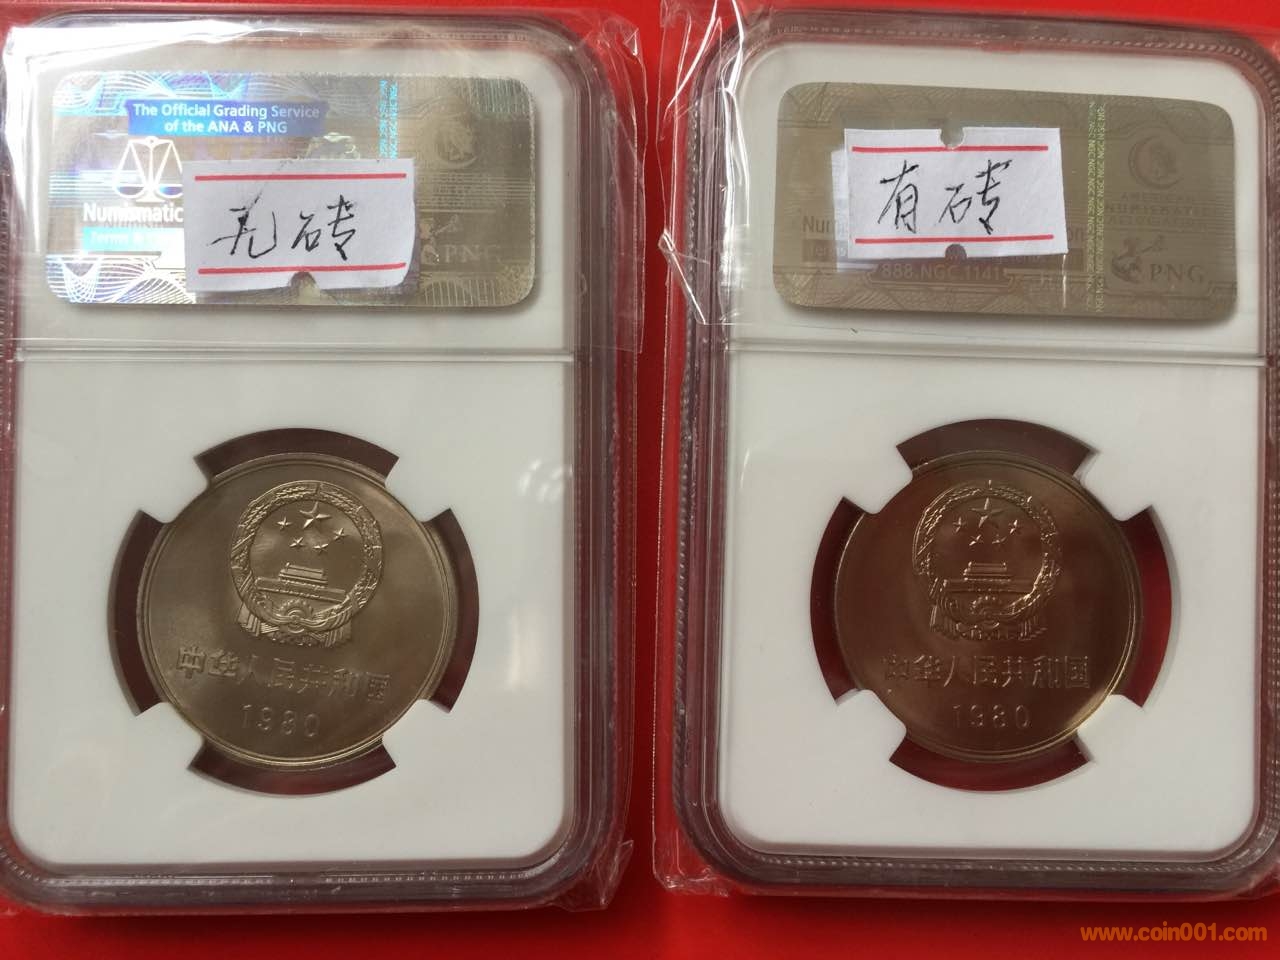 The Official Grading Service
of the ANA & PNG
Numismatic
无砖
中华人民共和国
1980
有砖
888.NGC.1141
PNG
中华人民共和国
1980
www.coin001.com